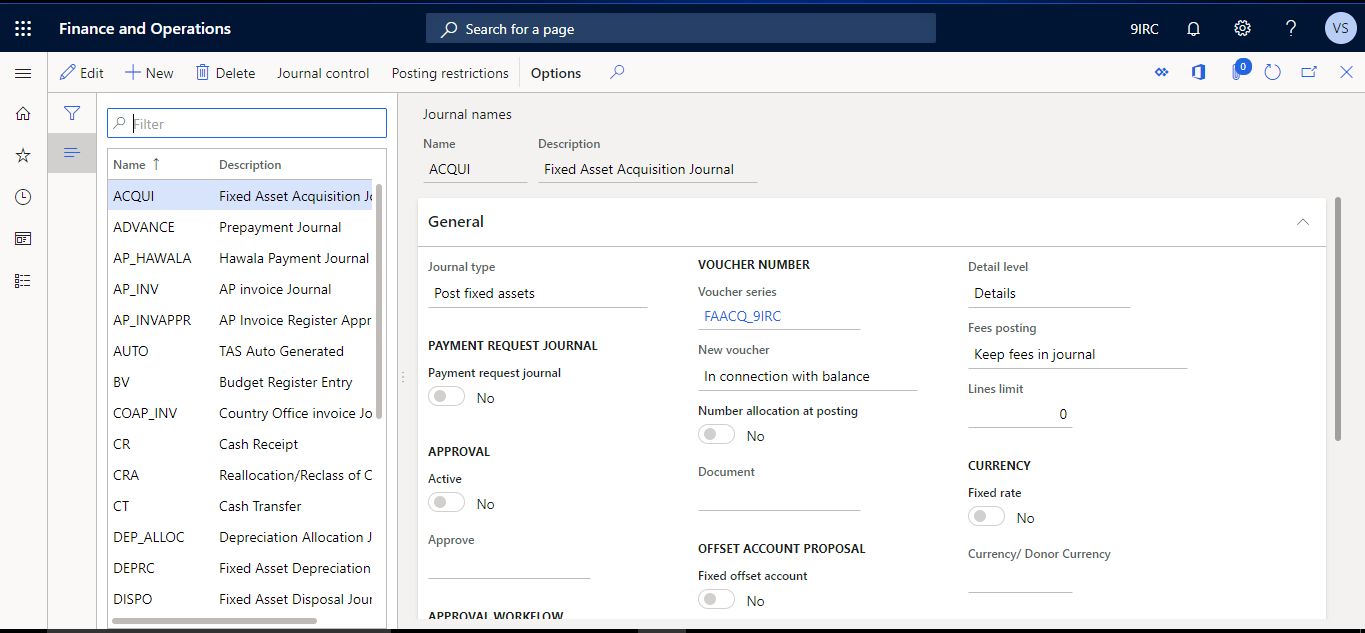 Finance and Operations
Search for a page
9IRC
?
VS
Edit
New
Delete
Journal control
Posting restrictions
Options
0
Filter
Name ↑ Description
ACQUI Fixed Asset Acquisition Jo
ADVANCE Prepayment Journal
AP_HAWALA Hawala Payment Journal
AP_INV AP invoice Journal
AP_INVAPPR AP Invoice Register Appr
AUTO TAS Auto Generated
BV Budget Register Entry
COAP_INV Country Office invoice Jo
CR Cash Receipt
CRA Reallocation/Reclass of C
CT Cash Transfer
DEP_ALLOC Depreciation Allocation J
DEPRC Fixed Asset Depreciation
DISPO Fixed Asset Disposal Jour
Journal names
Name Description
ACQUI Fixed Asset Acquisition Journal
General
Journal type
Post fixed assets
PAYMENT REQUEST JOURNAL
Payment request journal
No
APPROVAL
Active
No
Approve
APPROVAL WORKFLOW
VOUCHER NUMBER
Voucher series
FAACQ_9IRC
New voucher
In connection with balance
Number allocation at posting
No
Document
OFFSET ACCOUNT PROPOSAL
Fixed offset account
No
Detail level
Details
Fees posting
Keep fees in journal
Lines limit
0
CURRENCY
Fixed rate
No
Currency/ Donor Currency